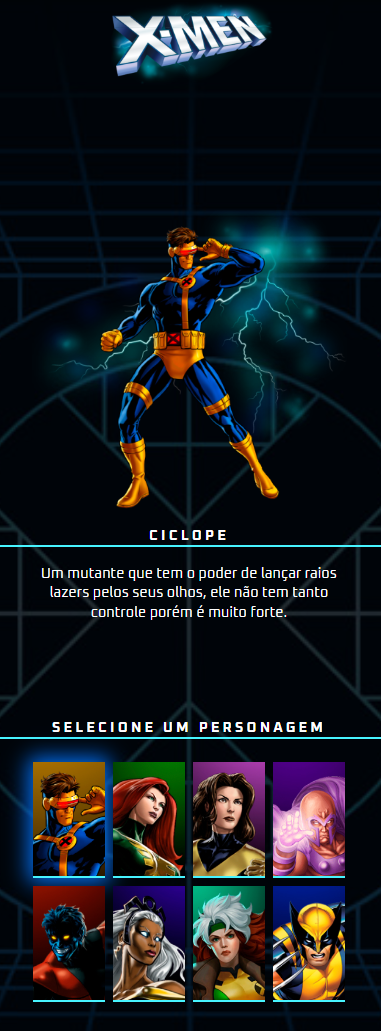 X-MEN
CICLOPE
Um mutante que tem o poder de lançar raios
lazers pelos seus olhos, ele não tem tanto
controle porém é muito forte.
SELECIONE UM PERSONAGEM